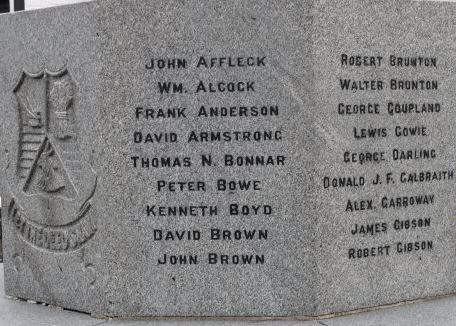 JOHN AFFLECK
WM. ALCOCK
FRANK ANDERSON
DAVID ARMSTRONG
THOMAS N. BONNAR
PETER BOWE
KENNETH BOYD
DAVID BROWN
JOHN BROWN
ROBERT BRUNTON
WALTER BRUNTON
GEORGE COUPLAND
LEWIS COWIE
GEORGE DARLING
DONALD J. F. GALBRAITH
ALEX. GARROWAY
JAMES GIBSON
ROBERT GIBSON